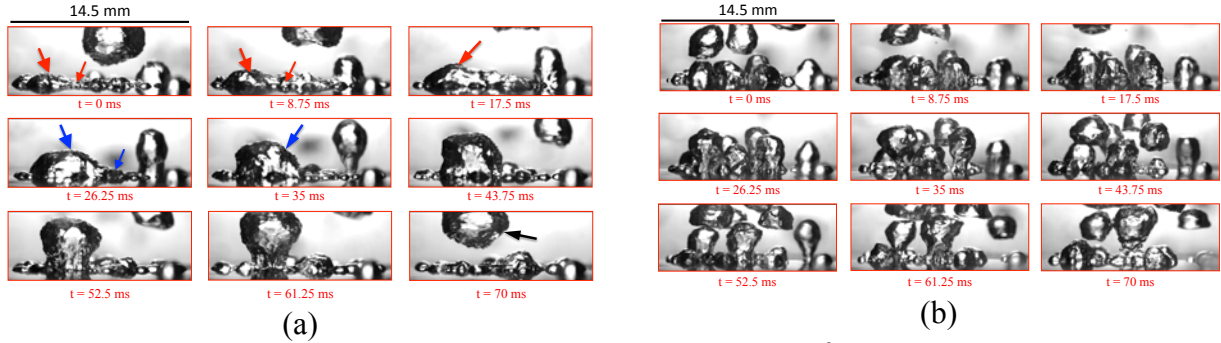 14.5 mm
t = 0 ms
t = 8.75 ms
t = 17.5 ms
t = 26.25 ms
t = 35 ms
t = 43.75 ms
t = 52.5 ms
t = 61.25 ms
t = 70 ms
(a)
14.5 mm
t = 0 ms
t = 8.75 ms
t = 17.5 ms
t = 26.25 ms
t = 35 ms
t = 43.75 ms
t = 52.5 ms
t = 61.25 ms
t = 70 ms
(b)